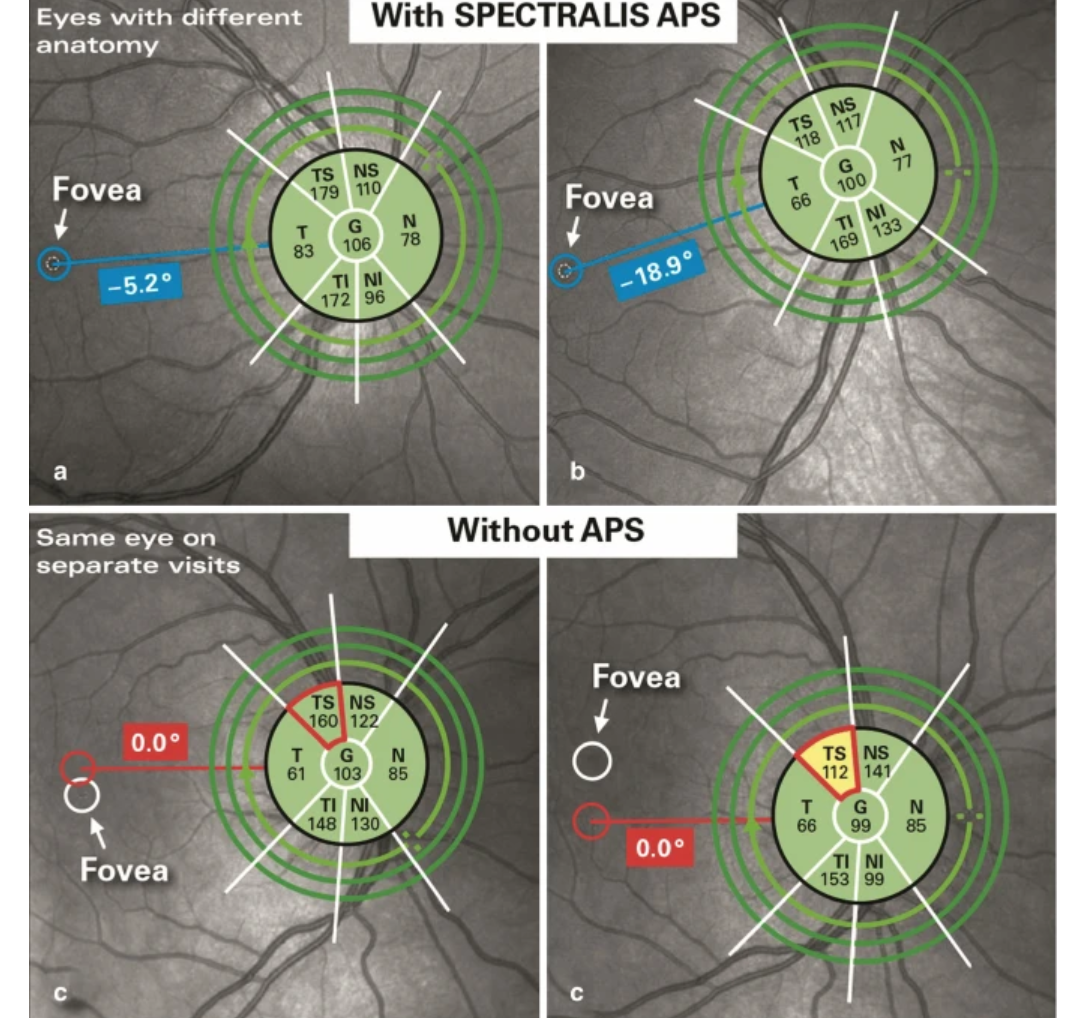 Eyes with different
anatomy
With SPECTRALIS APS
Fovea
–5.2°
TS
179
NS
110
T
83
G
106
N
78
TI
172
NI
96
a
Fovea
–18.9°
TS
118
NS
117
T
66
G
100
N
77
TI
169
NI
133
b
Same eye on
separate visits
Without APS
0.0°
Fovea
TS
160
NS
122
T
61
G
103
N
85
TI
148
NI
130
c
Fovea
0.0°
TS
112
NS
141
T
66
G
99
N
85
TI
153
NI
99
c